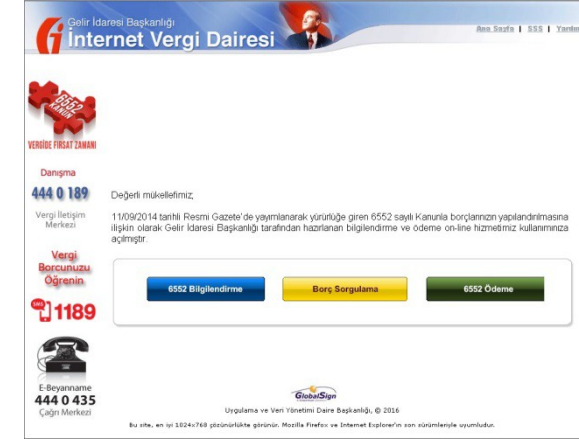 Gelir İdaresi Başkanlığı
İnternet Vergi Dairesi
Ana Sayfa | SSS | Yardım
6552
KANUN
VERGİDE FIRSAT ZAMANI
Danışma
444 0 189
Vergi İletişim
Merkezi
Vergi
Borcunuzu
Öğrenin
SMS 1189
E-Beyanname
444 0 435
Çağrı Merkezi
Değerli mükellefimiz;
11/09/2014 tarihli Resmi Gazete'de yayımlanarak yürürlüğe giren 6552 sayılı Kanunla borçlarınızın yapılandırılmasına
ilişkin olarak Gelir İdaresi Başkanlığı tarafından hazırlanan bilgilendirme ve ödeme on-line hizmetimiz kullanımınıza
açılmıştır.
6552 Bilgilendirme
Borç Sorgulama
6552 Ödeme
GlobalSign
Uygulama ve Veri Yönetimi Daire Başkanlığı, © 2016
Bu site, en iyi 1024x768 çözünürlükte görünür. Mozilla Firefox ve Internet Explorer'ın son sürümleriyle uyumludur.